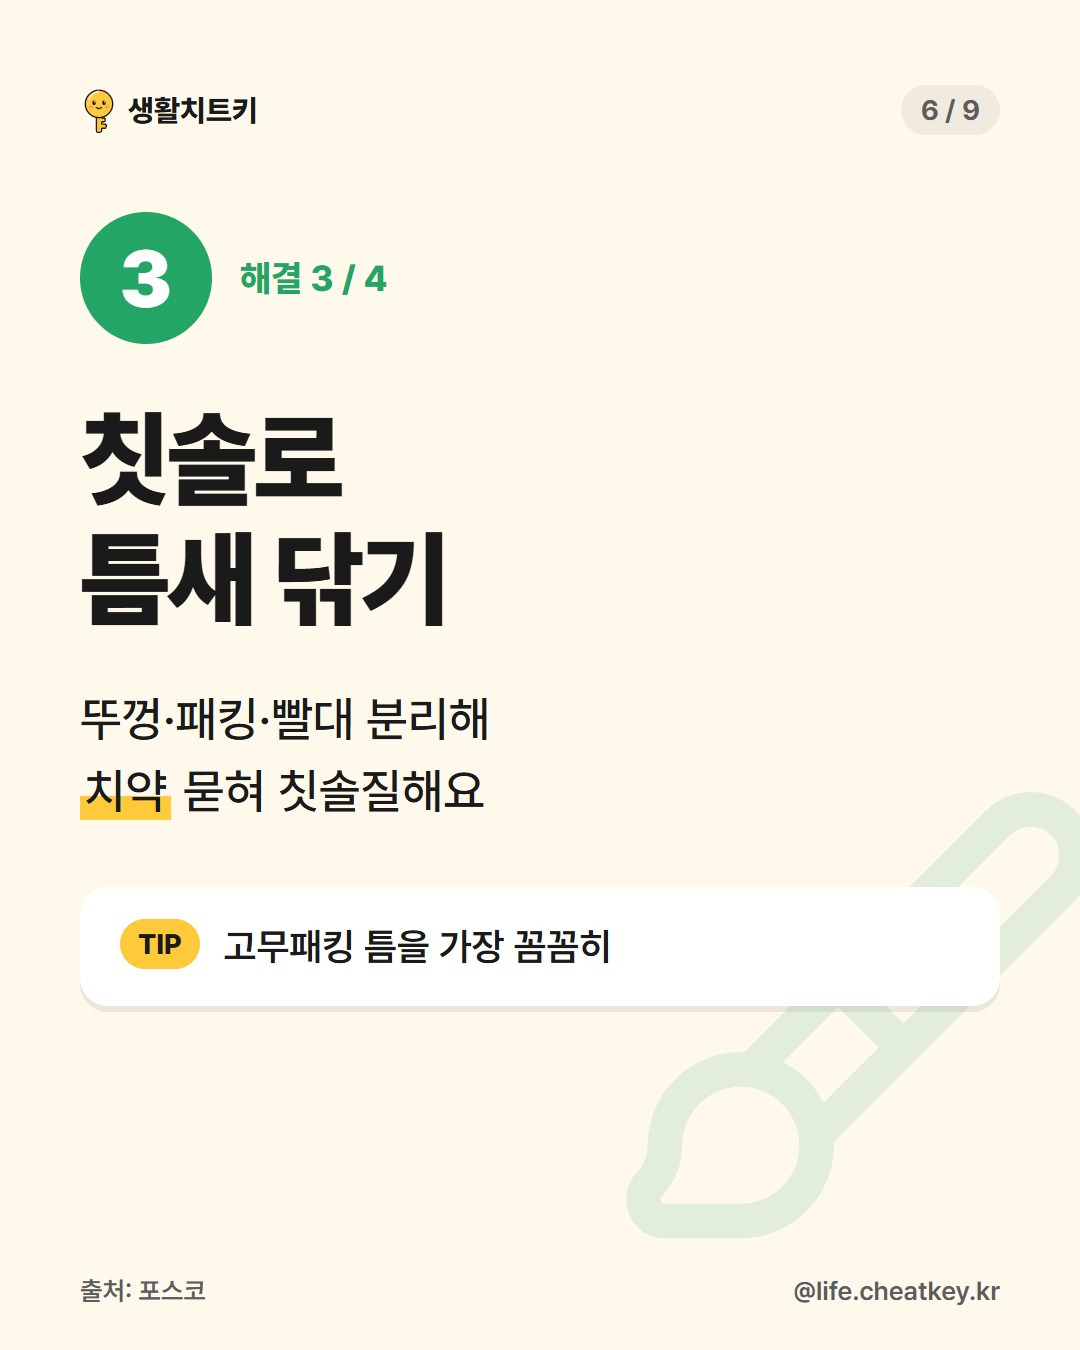 생활치트키
6 / 9
3
해결 3 / 4
칫솔로
틈새 닦기
뚜껑·패킹·빨대 분리해
치약 묻혀 칫솔질해요
TIP 고무패킹 틈을 가장 꼼꼼히
출처: 포스코
@life.cheatkey.kr